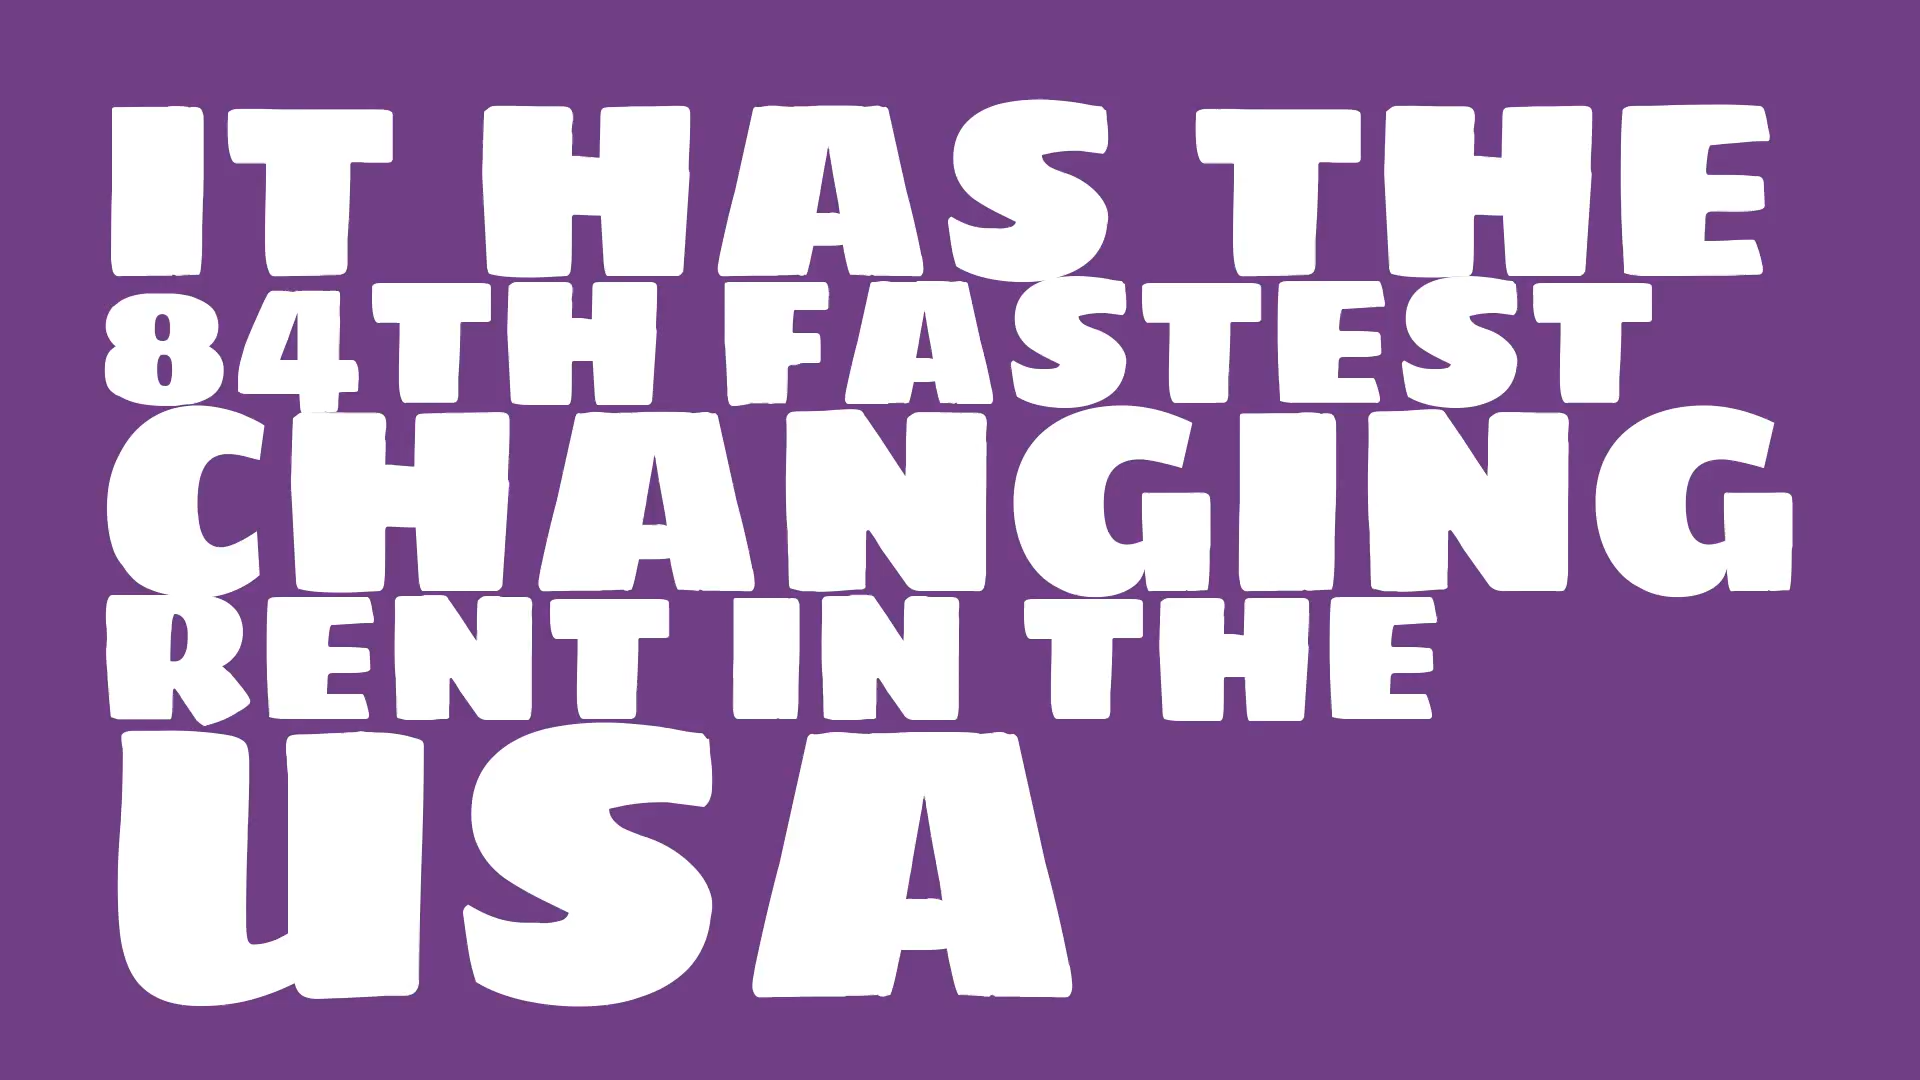 IT HAS THE
84TH FASTEST
CHANGING
RENT IN THE
USA